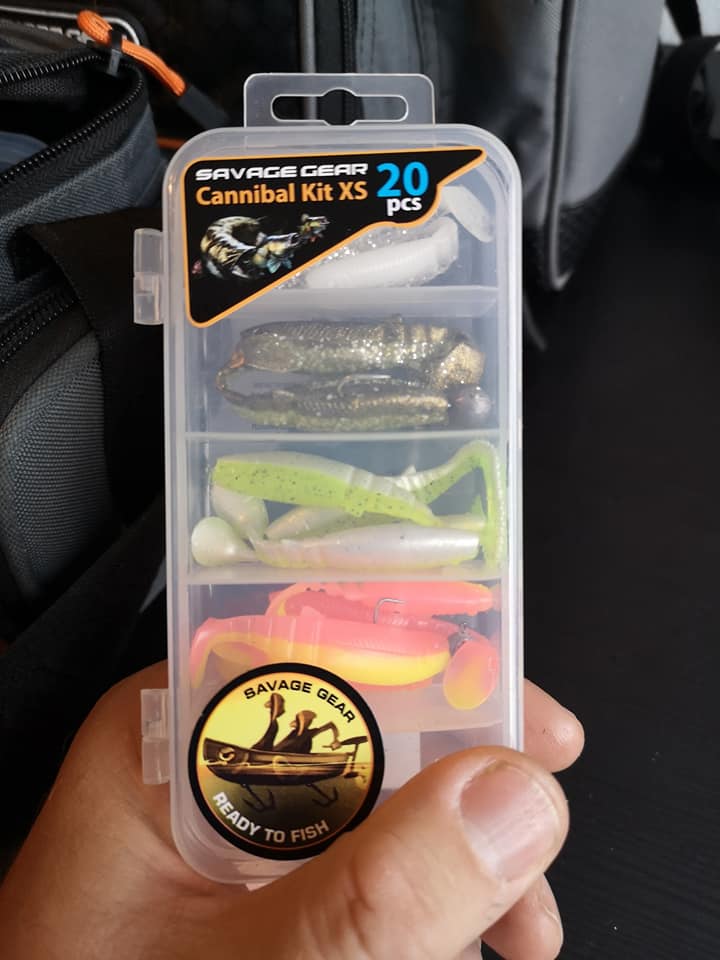 SAVAGE GEAR
Cannibal Kit XS
20
pcs
SAVAGE GEAR
READY TO FISH